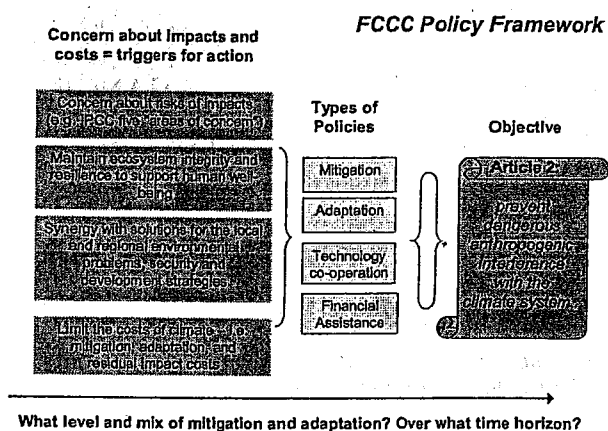 FCCC Policy Framework
Concern about Impacts and
costs = triggers for action
Concern about risks of impacts
(e.g. IPCC five "areas of concern")
Maintain ecosystem integrity and
resilience to support human well-
being
Synergy with solutions for the local
and regional environmental
problems, security and
development strategies
Limit the costs of climate – i.e.
mitigation, adaptation, and
residual impact costs
Types of
Policies
Mitigation
Adaptation
Technology
co-operation
Financial
Assistance
Objective
Article 2:
prevent
dangerous
anthropogenic
interference
with the
climate system.
What level and mix of mitigation and adaptation? Over what time horizon?